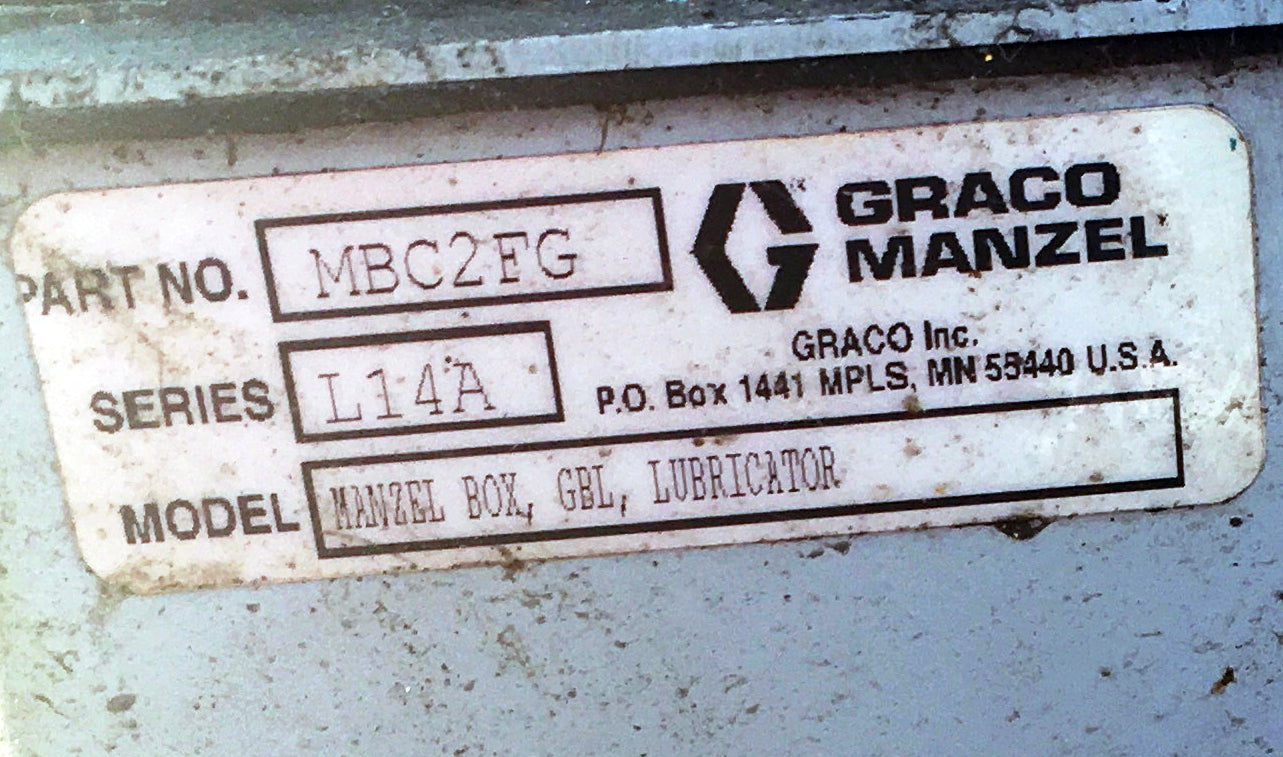 PART NO. MBC2FG
GRACO
MANZEL
SERIES L14A
GRACO Inc.
P.O. Box 1441 MPLS, MN 55440 U.S.A.
MODEL MANZEL BOX, GBL, LUBRICATOR